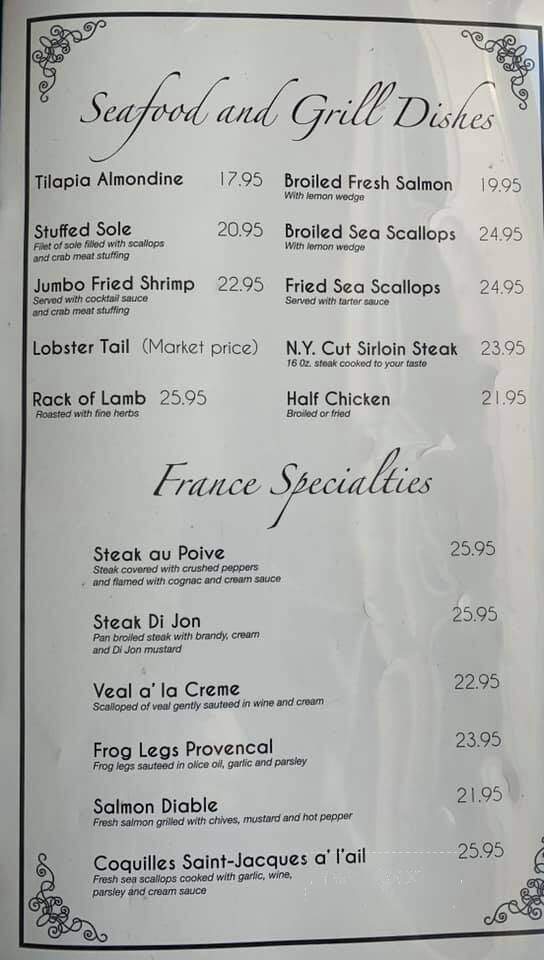 Seafood and Grill Dishes
Tilapia Almondine 17.95
Stuffed Sole 20.95
Filet of sole filled with scallops
and crab meat stuffing
Jumbo Fried Shrimp 22.95
Served with cocktail sauce
and crab meat stuffing
Lobster Tail (Market price)
Rack of Lamb 25.95
Roasted with fine herbs
Broiled Fresh Salmon 19.95
With lemon wedge
Broiled Sea Scallops 24.95
With lemon wedge
Fried Sea Scallops 24.95
Served with tarter sauce
N.Y. Cut Sirloin Steak 23.95
16 Oz. steak cooked to your taste
Half Chicken 21.95
Broiled or fried
France Specialties
Steak au Poive 25.95
Steak covered with crushed peppers
and flamed with cognac and cream sauce
Steak Di Jon 25.95
Pan broiled steak with brandy, cream
and Di Jon mustard
Veal a' la Creme 22.95
Scalloped of veal gently sauteed in wine and cream
Frog Legs Provencal 23.95
Frog legs sauteed in olice oil, garlic and parsley
Salmon Diable 21.95
Fresh salmon grilled with chives, mustard and hot pepper
Coquilles Saint-Jacques a' l'ail 25.95
Fresh sea scallops cooked with garlic, wine,
parsley and cream sauce